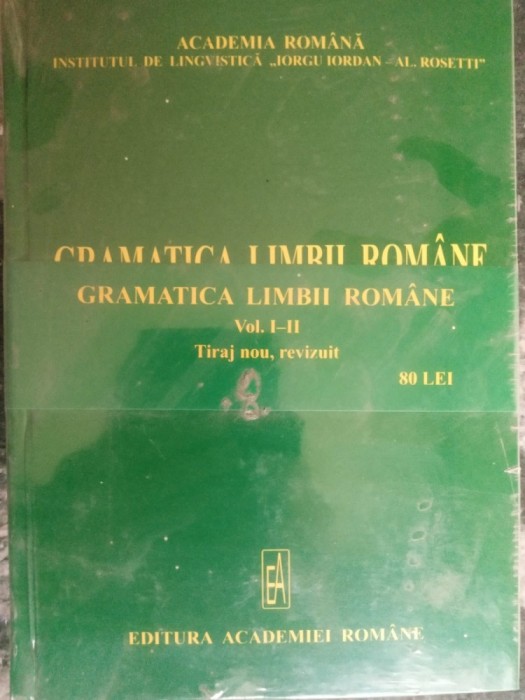 ACADEMIA ROMÂNĂ
INSTITUTUL DE LINGVISTICĂ „IORGU IORDAN – AL. ROSETTI”
GRAMATICA LIMBII ROMÂNE
GRAMATICA LIMBII ROMÂNE
Vol. I–II
Tiraj nou, revizuit
80 LEI
EA
EDITURA ACADEMIEI ROMÂNE